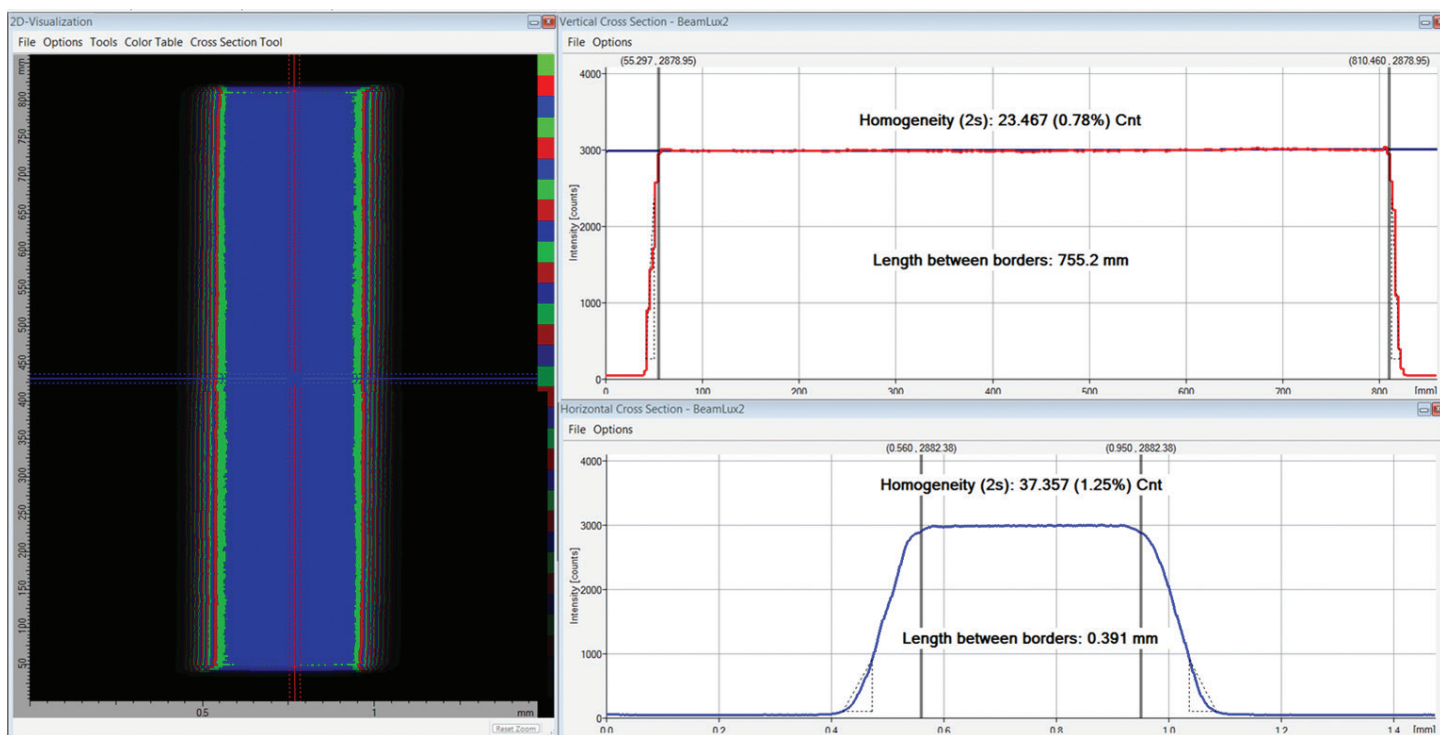 2D-Visualization
File Options Tools Color Table Cross Section Tool
mm
800
750
700
650
600
550
500
450
400
350
300
250
200
150
100
50
0.5
1
mm
Reset Zoom
Vertical Cross Section - BeamLux2
File Options
(55.297 , 2878.95)
(810.460 , 2878.95)
Homogeneity (2s): 23.467 (0.78%) Cnt
Length between borders: 755.2 mm
Intensity [counts]
4000
3000
2000
1000
0
0
100
200
300
400
500
600
700
800
[mm]
Horizontal Cross Section - BeamLux2
File Options
(0.560 , 2882.38)
(0.950 , 2882.38)
Homogeneity (2s): 37.357 (1.25%) Cnt
Length between borders: 0.391 mm
Intensity [counts]
4000
3000
2000
1000
0
0.0
0.2
0.4
0.6
0.8
1.0
1.2
1.4
[mm]